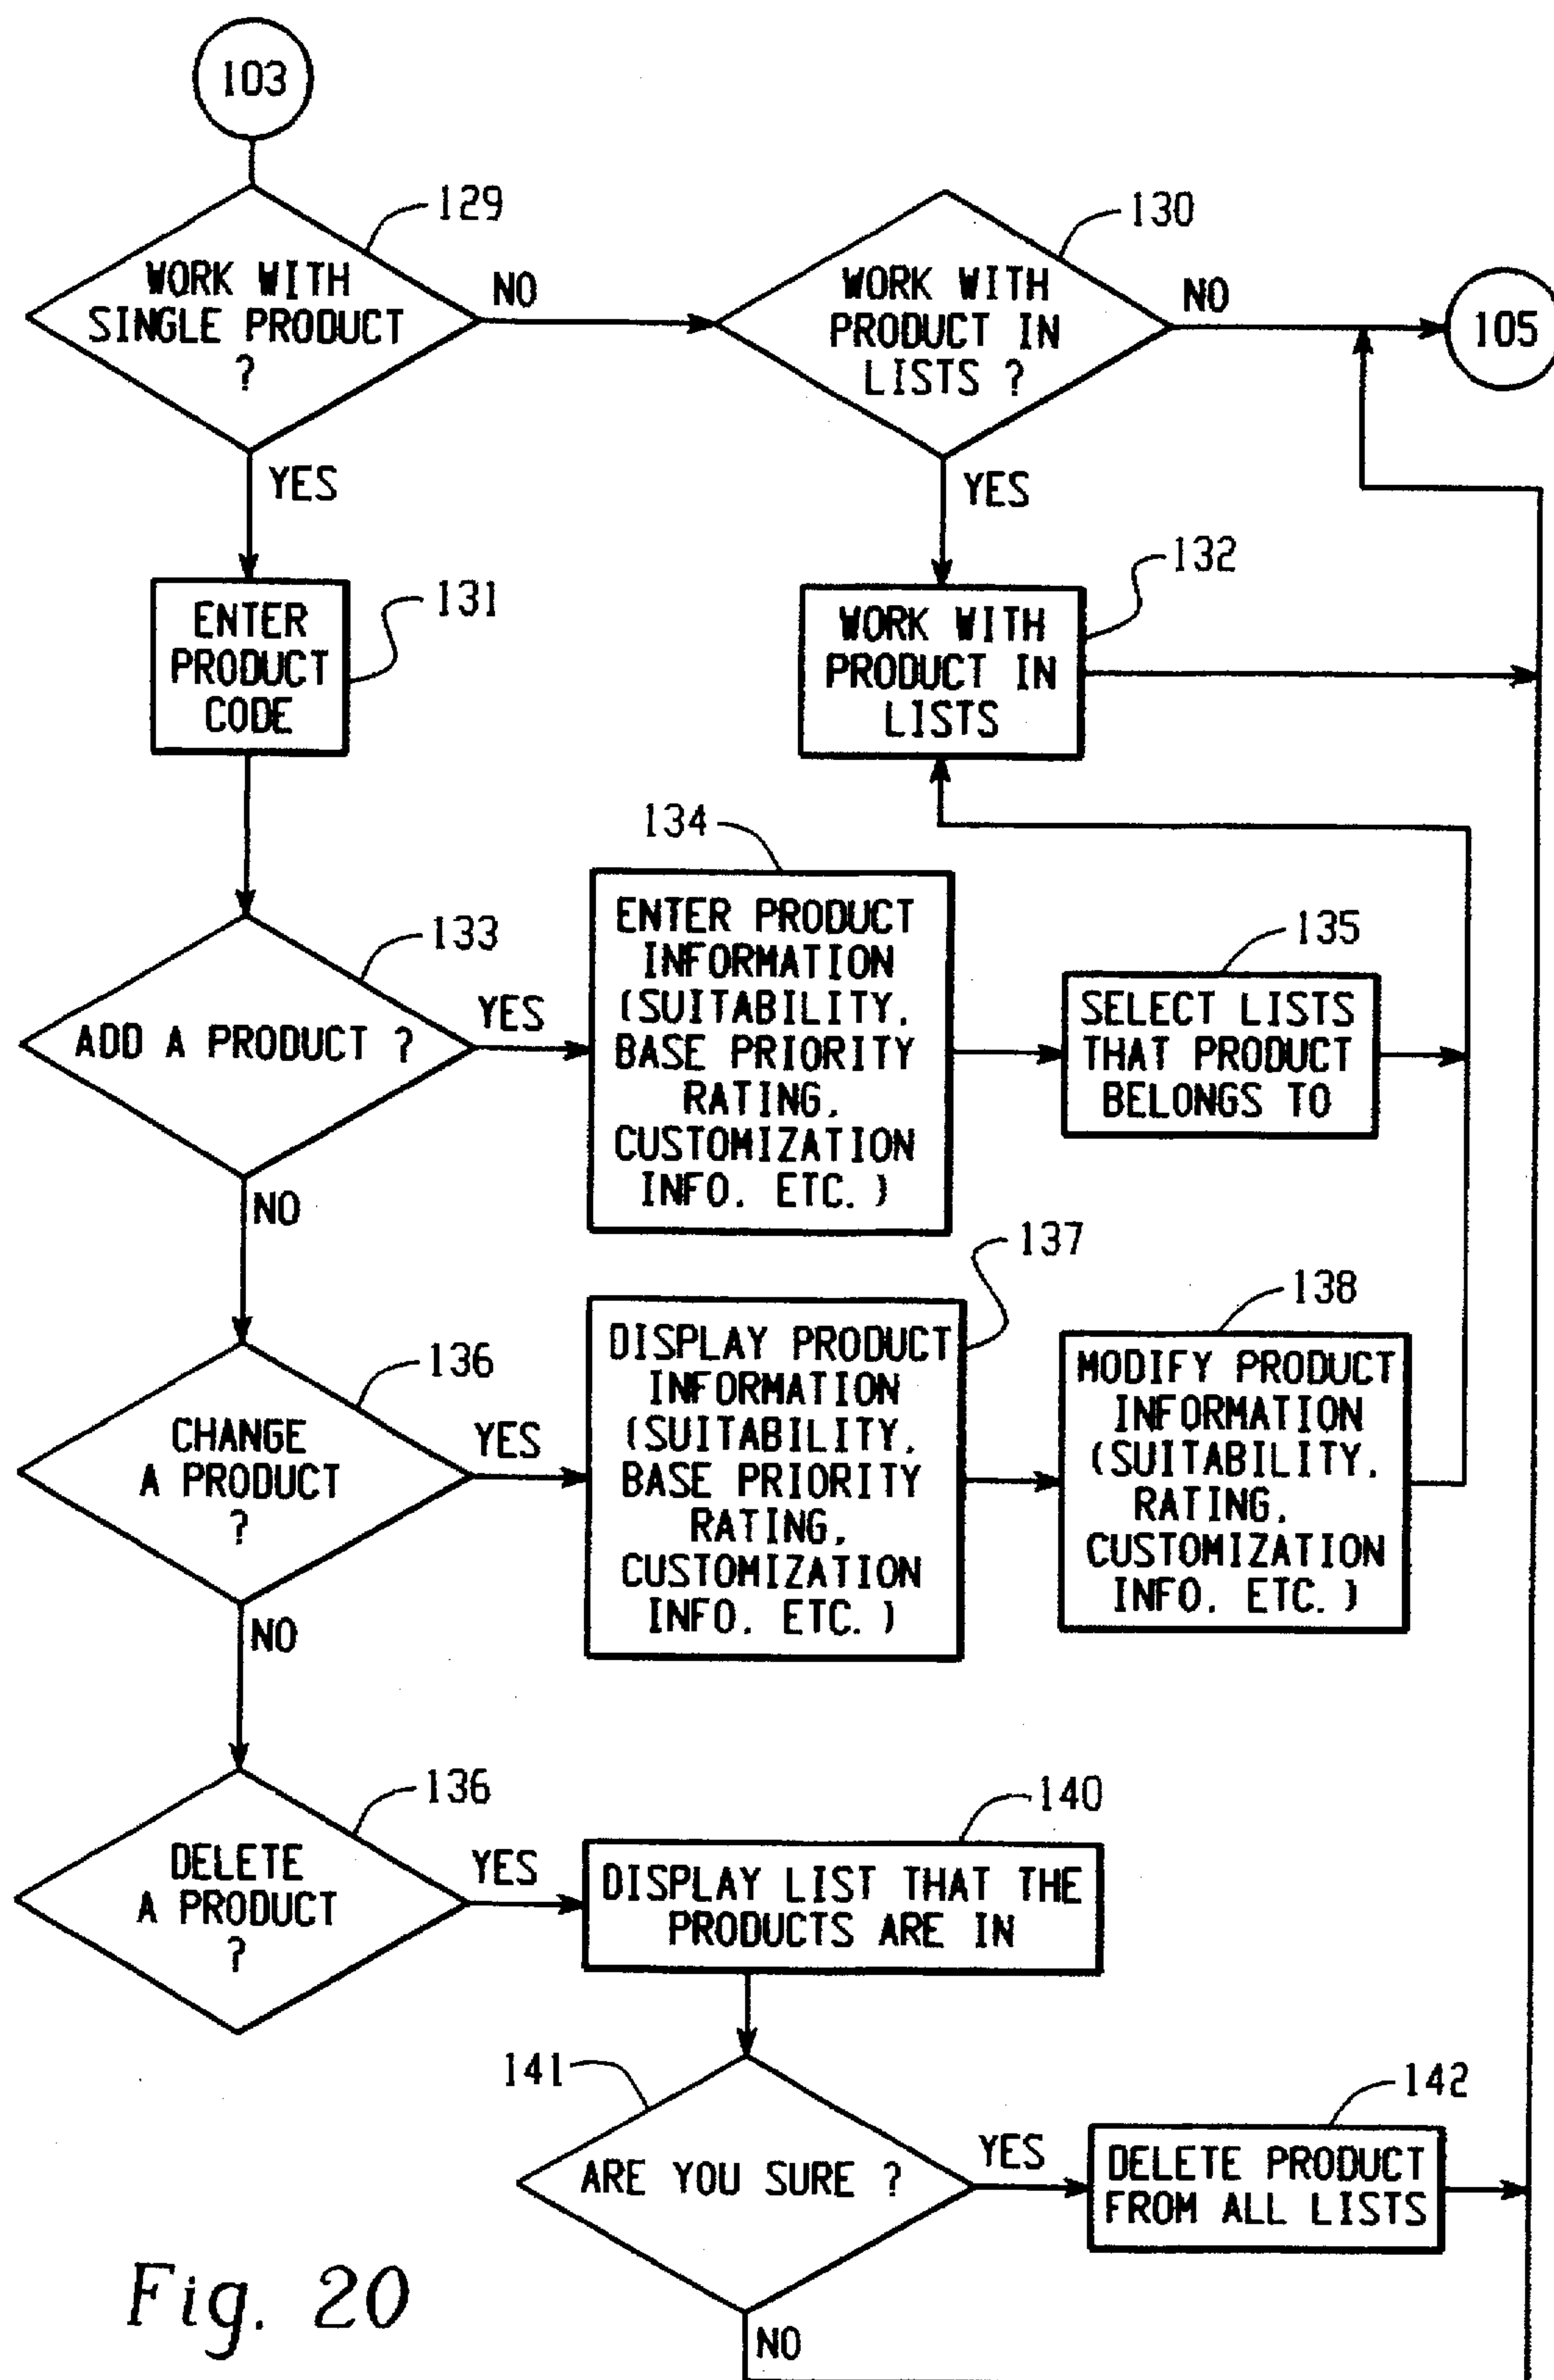 103
129
WORK WITH
SINGLE PRODUCT
?
NO
YES
130
WORK WITH
PRODUCT IN
LISTS ?
NO
YES
105
131
ENTER
PRODUCT
CODE
132
WORK WITH
PRODUCT IN
LISTS
133
ADD A PRODUCT ?
YES
NO
134
ENTER PRODUCT
INFORMATION
(SUITABILITY.
BASE PRIORITY
RATING.
CUSTOMIZATION
INFO. ETC.)
135
SELECT LISTS
THAT PRODUCT
BELONGS TO
136
CHANGE
A PRODUCT
?
YES
NO
137
DISPLAY PRODUCT
INFORMATION
(SUITABILITY.
BASE PRIORITY
RATING.
CUSTOMIZATION
INFO. ETC.)
138
MODIFY PRODUCT
INFORMATION
(SUITABILITY.
RATING.
CUSTOMIZATION
INFO. ETC.)
136
DELETE
A PRODUCT
?
YES
140
DISPLAY LIST THAT THE
PRODUCTS ARE IN
141
ARE YOU SURE ?
YES
NO
142
DELETE PRODUCT
FROM ALL LISTS
Fig. 20